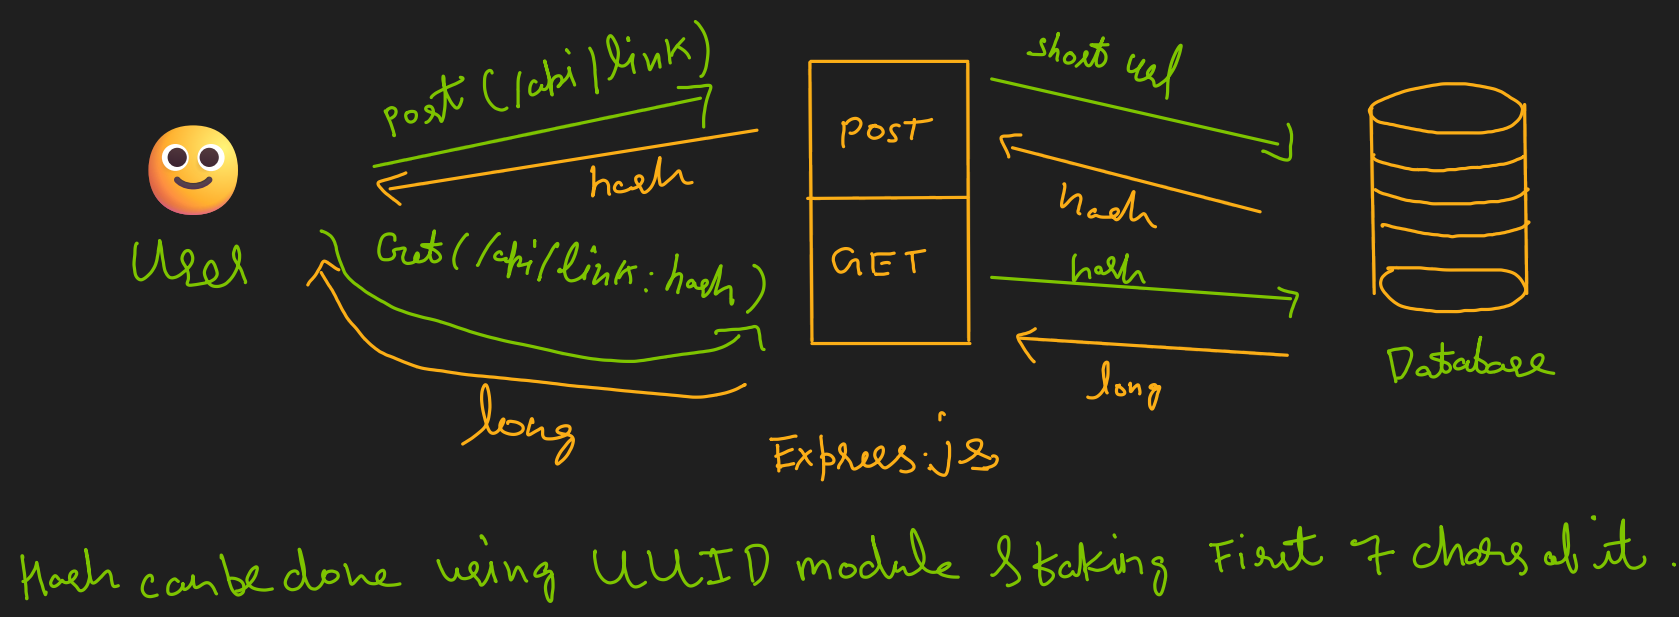 Post (/api/link)
short url
hash
POST
hash
User
Get (/api/link:hash)
GET
hash
long
long
Database
Express.js
Hash can be done using UUID module & taking First 7 chars of it.